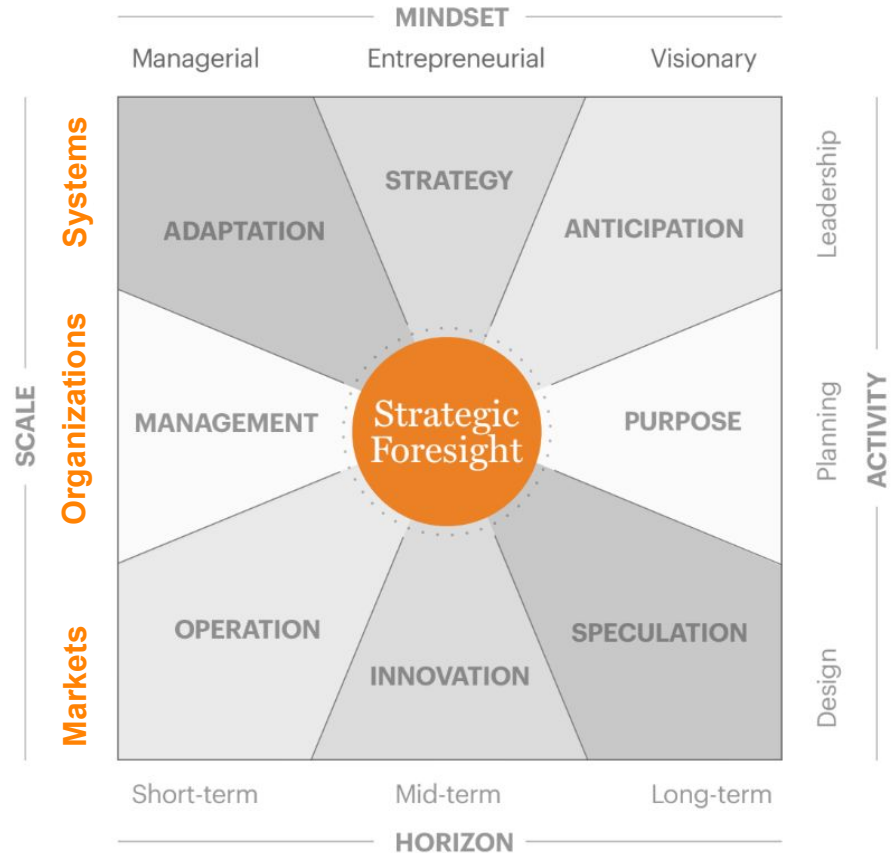 MINDSET
Managerial Entrepreneurial Visionary
Systems
Leadership
STRATEGY
ADAPTATION
ANTICIPATION
SCALE
Organizations
MANAGEMENT
Strategic
Foresight
PURPOSE
Planning
ACTIVITY
Markets
OPERATION
INNOVATION
SPECULATION
Design
Short-term Mid-term Long-term
HORIZON